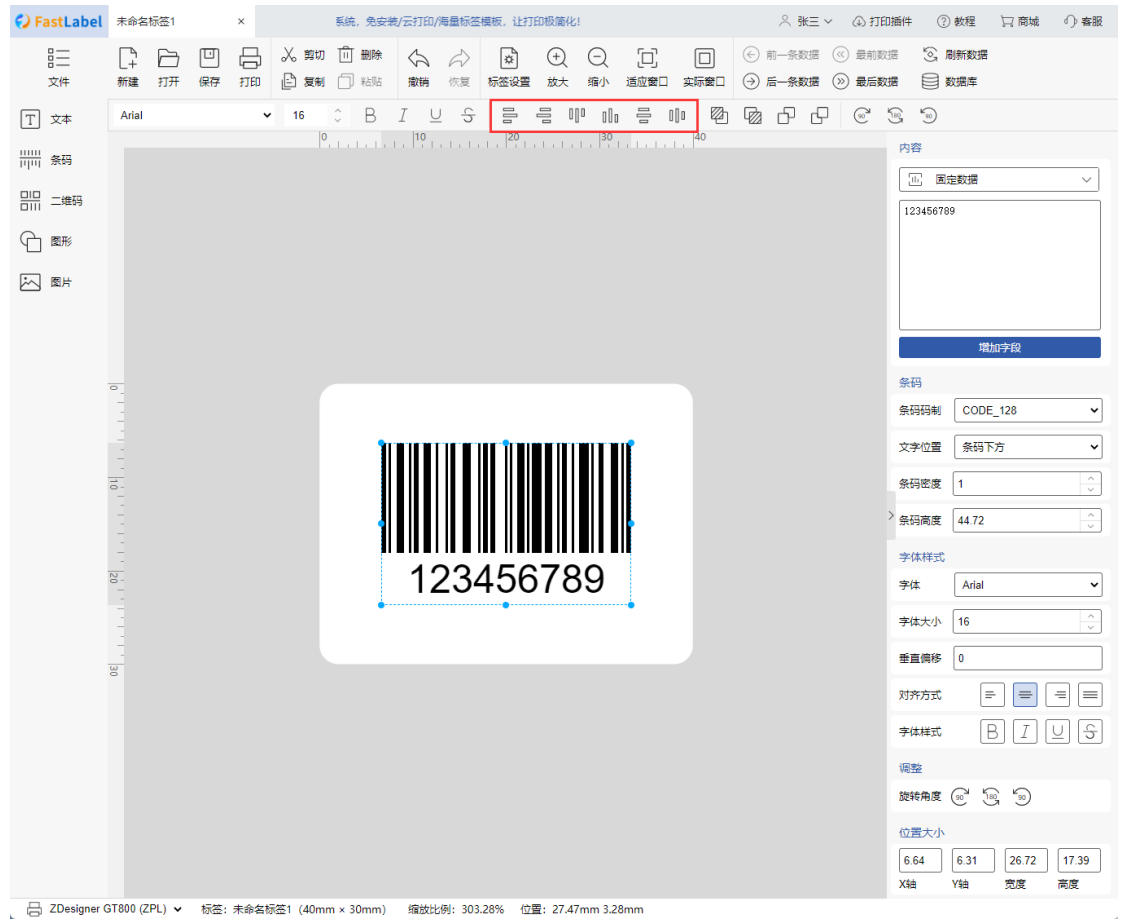 FastLabel 未命名标签1 × 系统，免安装/云打印/海量标签模板，让打印极简化! 张三 打印插件 教程 商城 客服
剪切 删除 前一条数据 最前数据 刷新数据
文件 新建 打开 保存 打印 复制 粘贴 撤销 恢复 标签设置 放大 缩小 适应窗口 实际窗口 后一条数据 最后数据 数据库
T 文本 Arial 16 B I U S 90 180 90
0 10 20 30 40
内容
条码
固定数据
二维码
123456789
图形
图片
增加字段
条码
0
条码码制 CODE_128
文字位置 条码下方
10
条码密度 1
条码高度 44.72
字体样式
123456789
20
字体 Arial
字体大小 16
垂直偏移 0
30
对齐方式
字体样式 B I U S
调整
旋转角度 90 180 90
位置大小
6.64 6.31 26.72 17.39
X轴 Y轴 宽度 高度
ZDesigner GT800 (ZPL) 标签：未命名标签1（40mm × 30mm） 缩放比例：303.28% 位置：27.47mm 3.28mm